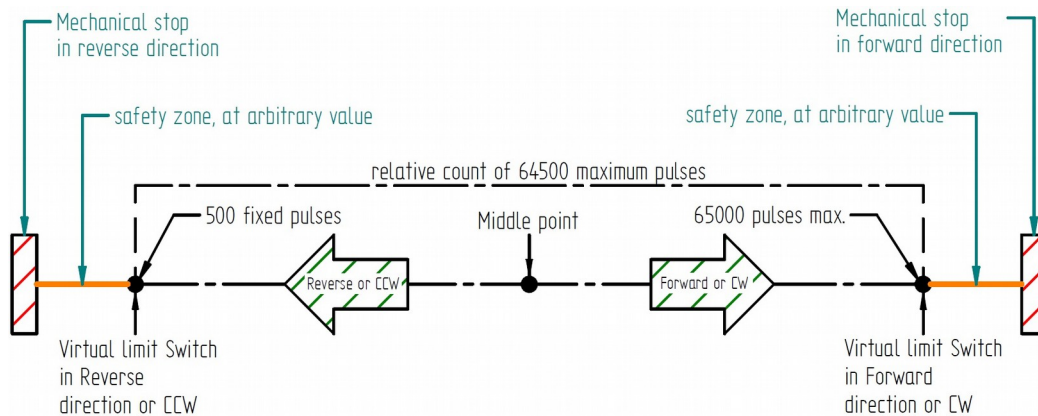 Mechanical stop
in reverse direction
Mechanical stop
in forward direction
safety zone, at arbitrary value
safety zone, at arbitrary value
relative count of 64500 maximum pulses
500 fixed pulses
Middle point
65000 pulses max.
Reverse or CCW
Forward or CW
Virtual limit Switch
in Reverse
direction or CCW
Virtual limit Switch
in Forward
direction or CW